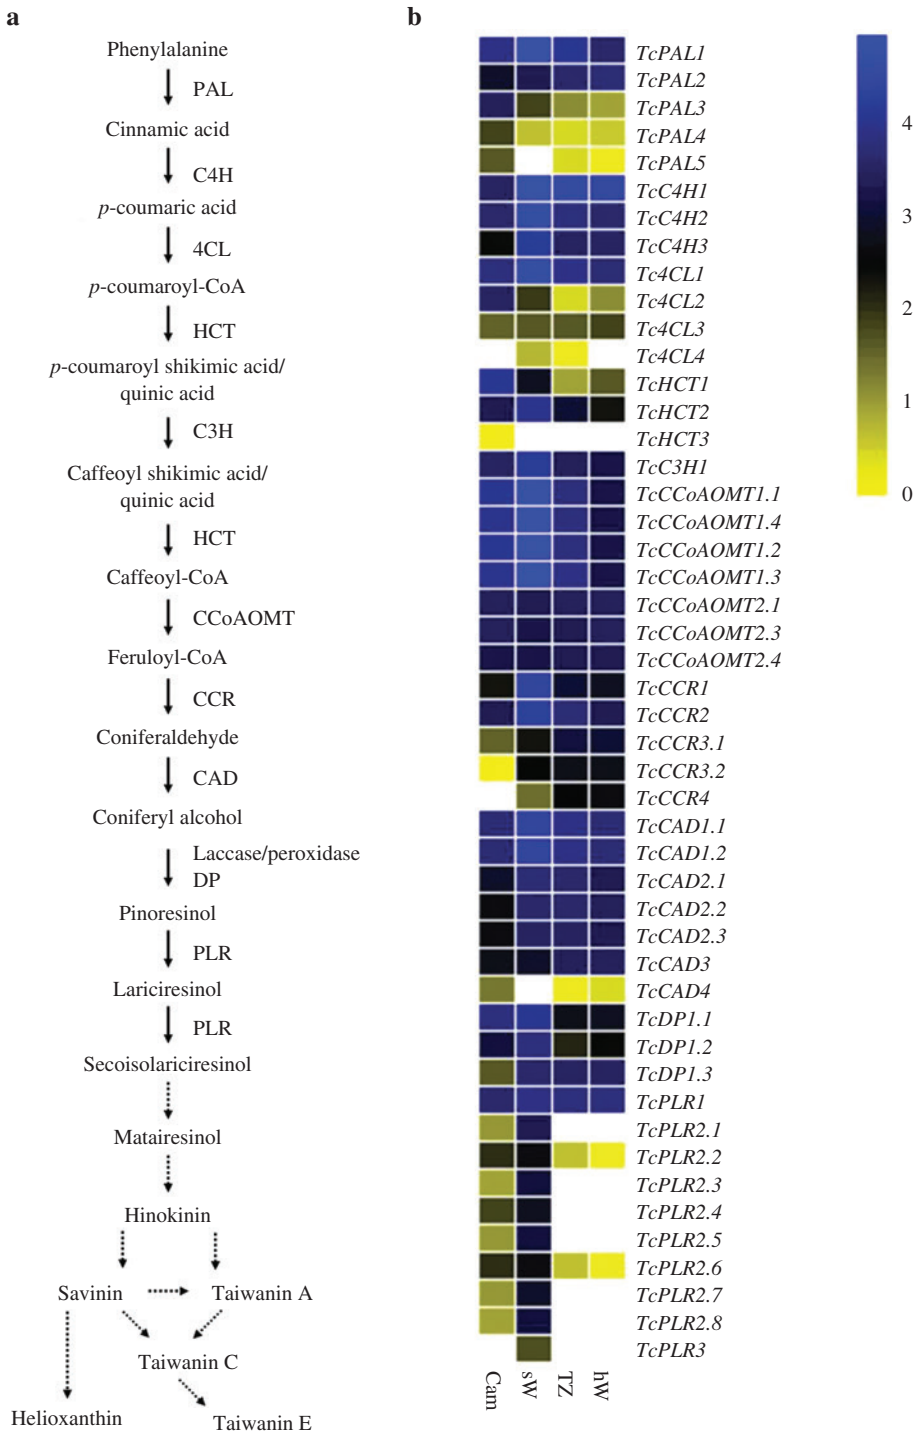 a
Phenylalanine
PAL
Cinnamic acid
C4H
p-coumaric acid
4CL
p-coumaroyl-CoA
HCT
p-coumaroyl shikimic acid/
quinic acid
C3H
Caffeoyl shikimic acid/
quinic acid
HCT
Caffeoyl-CoA
CCoAOMT
Feruloyl-CoA
CCR
Coniferaldehyde
CAD
Coniferyl alcohol
Laccase/peroxidase
DP
Pinoresinol
PLR
Lariciresinol
PLR
Secoisolariciresinol
Matairesinol
Hinokinin
Savinin
Taiwanin A
Taiwanin C
Helioxanthin
Taiwanin E
b
TcPAL1
TcPAL2
TcPAL3
TcPAL4
TcPAL5
TcC4H1
TcC4H2
TcC4H3
Tc4CL1
Tc4CL2
Tc4CL3
Tc4CL4
TcHCT1
TcHCT2
TcHCT3
TcC3H1
TcCCoAOMT1.1
TcCCoAOMT1.4
TcCCoAOMT1.2
TcCCoAOMT1.3
TcCCoAOMT2.1
TcCCoAOMT2.3
TcCCoAOMT2.4
TcCCR1
TcCCR2
TcCCR3.1
TcCCR3.2
TcCCR4
TcCAD1.1
TcCAD1.2
TcCAD2.1
TcCAD2.2
TcCAD2.3
TcCAD3
TcCAD4
TcDP1.1
TcDP1.2
TcDP1.3
TcPLR1
TcPLR2.1
TcPLR2.2
TcPLR2.3
TcPLR2.4
TcPLR2.5
TcPLR2.6
TcPLR2.7
TcPLR2.8
TcPLR3
Cam
sW
TZ
hW
4
3
2
1
0